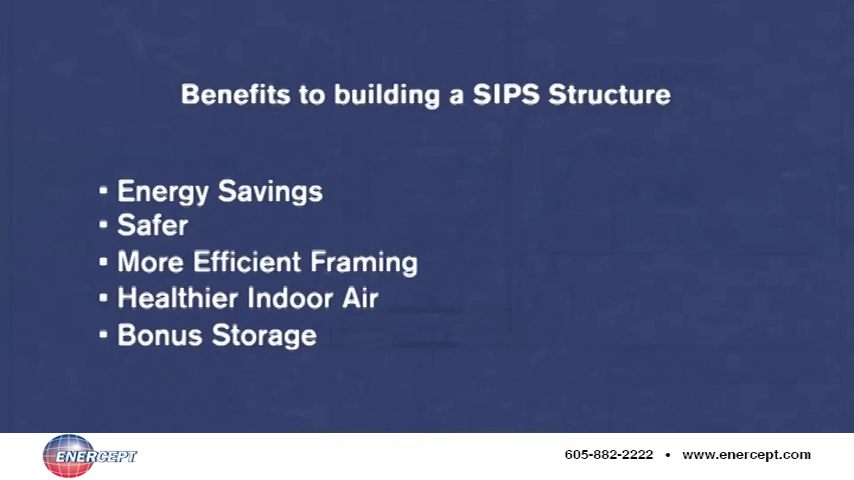 Benefits to building a SIPS Structure
▪ Energy Savings
▪ Safer
▪ More Efficient Framing
▪ Healthier Indoor Air
▪ Bonus Storage
ENERCEPT
605-882-2222 • www.enercept.com